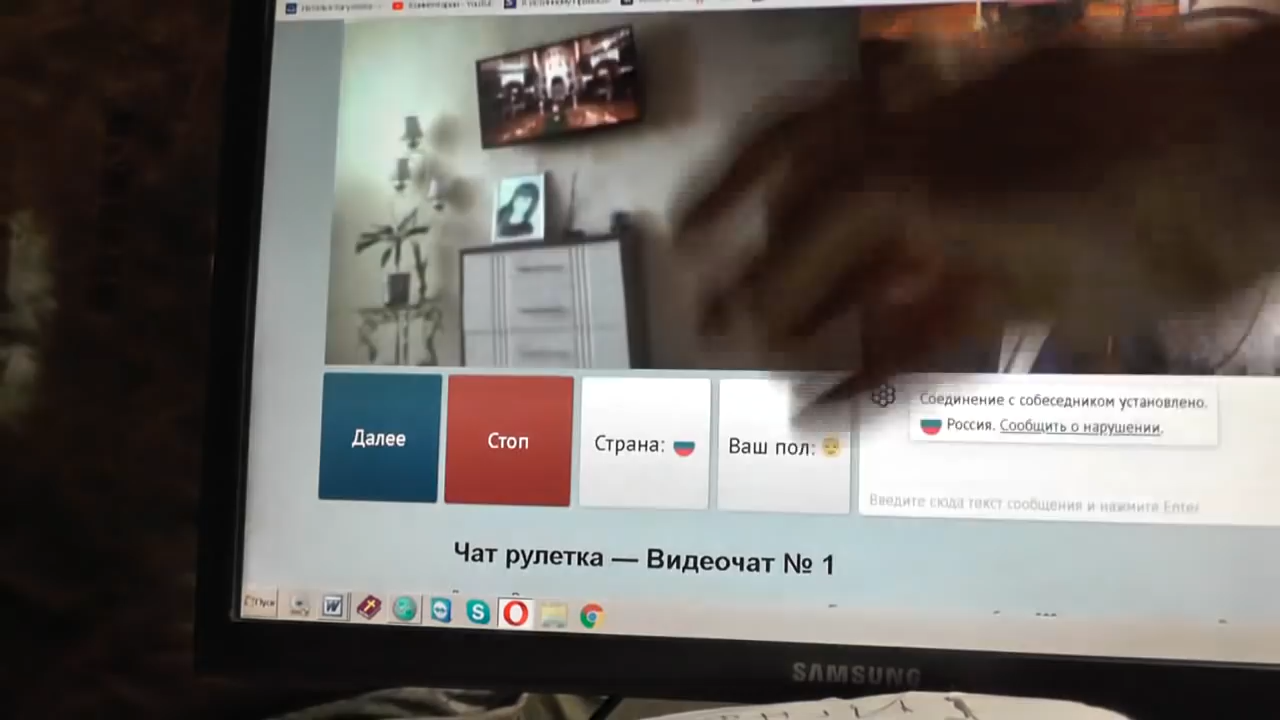 Далее
Стоп
Страна:
Ваш пол:
Соединение с собеседником установлено.
Россия. Сообщить о нарушении.
Введите сюда текст сообщения и нажмите Enter
Чат рулетка — Видеочат № 1
Пуск
SAMSUNG